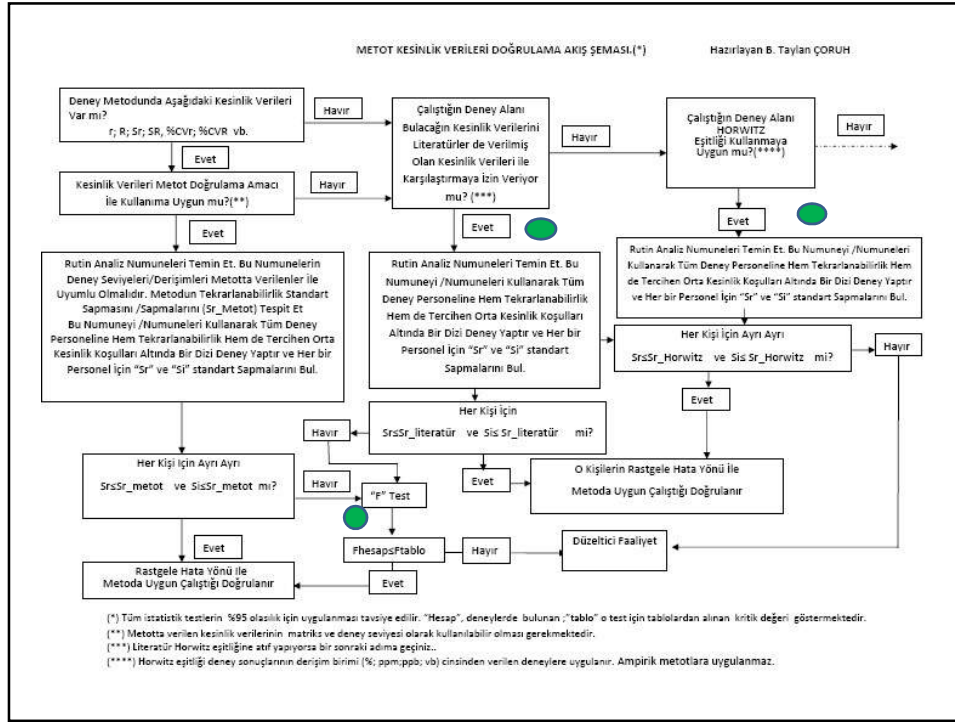 METOT KESİNLİK VERİLERİ DOĞRULAMA AKIŞ ŞEMASI.(*)
Hazırlayan B. Taylan ÇORUH
Deney Metodunda Aşağıdaki Kesinlik Verileri
Var mı?
r; R; Sr; SR, %CVr; %CVR vb.
Hayır
Çalıştığın Deney Alanı
Bulacağın Kesinlik Verilerini
Literatürler de Verilmiş
Olan Kesinlik Verileri ile
Karşılaştırmaya İzin Veriyor
mu? (***)
Hayır
Çalıştığın Deney Alanı
HORWITZ
Eşitliği Kullanmaya
Uygun mu?(****)
Hayır
Evet
Kesinlik Verileri Metot Doğrulama Amacı
İle Kullanıma Uygun mu?(**)
Hayır
Evet
Evet
Evet
Rutin Analiz Numuneleri Temin Et. Bu Numunelerin
Deney Seviyeleri/Derişimleri Metotta Verilenler ile
Uyumlu Olmalıdır. Metodun Tekrarlanabilirlik Standart
Sapmasını /Sapmalarını (Sr_Metot) Tespit Et
Bu Numuneyi /Numuneleri Kullanarak Tüm Deney
Personeline Hem Tekrarlanabilirlik Hem de Tercihen Orta
Kesinlik Koşulları Altında Bir Dizi Deney Yaptır ve Her bir
Personel İçin “Sr” ve “Si” standart Sapmalarını Bul.
Rutin Analiz Numuneleri Temin Et. Bu
Numuneyi /Numuneleri Kullanarak Tüm
Deney Personeline Hem Tekrarlanabilirlik
Hem de Tercihen Orta Kesinlik Koşulları
Altında Bir Dizi Deney Yaptır ve Her bir
Personel İçin “Sr” ve “Si” standart
Sapmalarını Bul.
Rutin Analiz Numuneleri Temin Et. Bu Numuneyi /Numuneleri
Kullanarak Tüm Deney Personeline Hem Tekrarlanabilirlik Hem
de Tercihen Orta Kesinlik Koşulları Altında Bir Dizi Deney Yaptır
ve Her bir Personel İçin “Sr” ve “Si” standart Sapmalarını Bul.
Her Kişi İçin Ayrı Ayrı
Sr≤Sr_Horwitz ve Si≤ Sr_Horwitz mi?
Hayır
Evet
Her Kişi İçin
Sr≤Sr_literatür ve Si≤ Sr_literatür mi?
Hayır
Evet
O Kişilerin Rastgele Hata Yönü İle
Metoda Uygun Çalıştığı Doğrulanır
Her Kişi İçin Ayrı Ayrı
Sr≤Sr_metot ve Si≤Sr_metot mı?
Hayır
“F” Test
Evet
Fhesap≤Ftablo
Hayır
Düzeltici Faaliyet
Evet
Rastgele Hata Yönü İle
Metoda Uygun Çalıştığı Doğrulanır
(*) Tüm istatistik testlerin %95 olasılık için uygulanması tavsiye edilir. “Hesap”, deneylerde bulunan ;“tablo” o test için tablolardan alınan kritik değeri göstermektedir.
(**) Metotta verilen kesinlik verilerinin matriks ve deney seviyesi olarak kullanılabilir olması gerekmektedir.
(***) Literatür Horwitz eşitliğine atıf yapıyorsa bir sonraki adıma geçiniz..
(****) Horwitz eşitliği deney sonuçlarının derişim birimi (%; ppm;ppb; vb) cinsinden verilen deneylere uygulanır. Ampirik metotlara uygulanmaz.